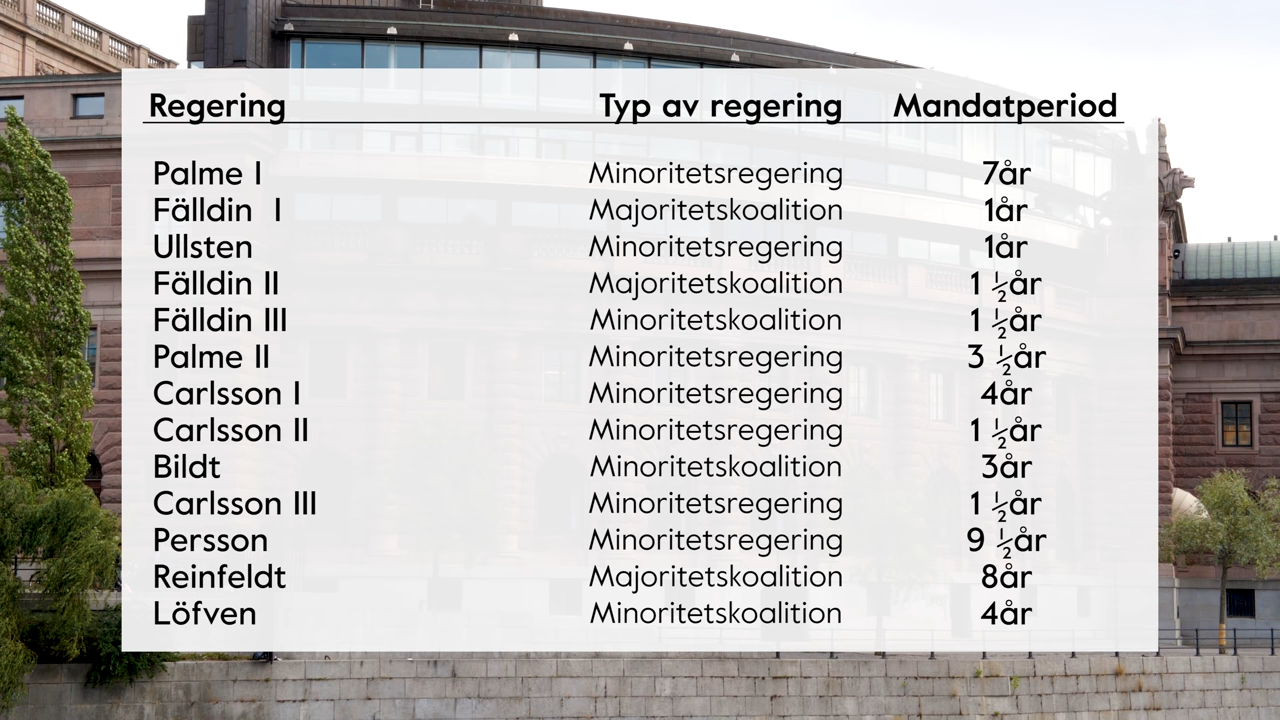 Regering Typ av regering Mandatperiod
Palme I Minoritetsregering 7år
Fälldin I Majoritetskoalition 1år
Ullsten Minoritetsregering 1år
Fälldin II Majoritetskoalition 1 ½år
Fälldin III Minoritetskoalition 1 ½år
Palme II Minoritetsregering 3 ½år
Carlsson I Minoritetsregering 4år
Carlsson II Minoritetsregering 1 ½år
Bildt Minoritetskoalition 3år
Carlsson III Minoritetsregering 1 ½år
Persson Minoritetsregering 9 ½år
Reinfeldt Majoritetskoalition 8år
Löfven Minoritetskoalition 4år